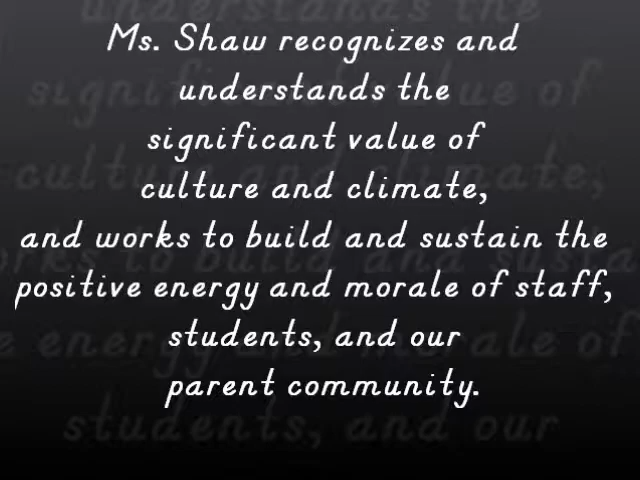 Ms. Shaw recognizes and
understands the
significant value of
culture and climate,
and works to build and sustain the
positive energy and morale of staff,
students, and our
parent community.